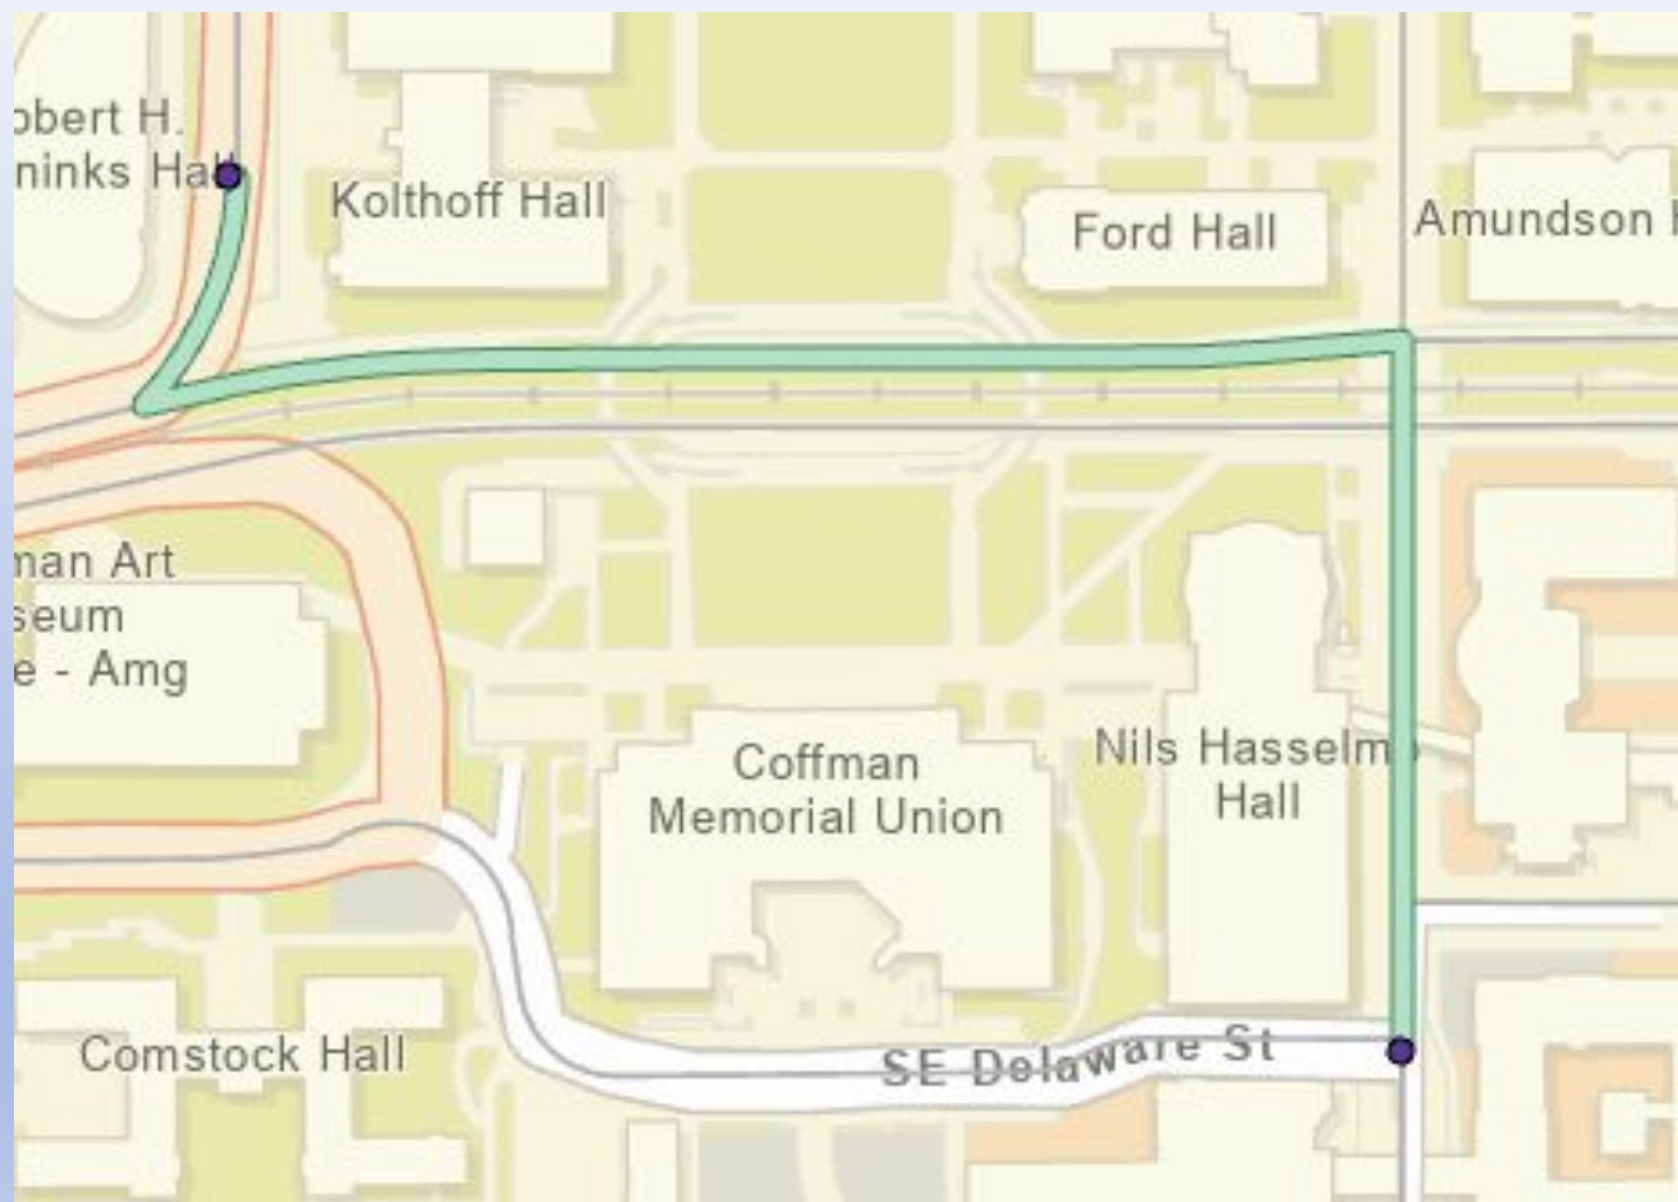 obert H.
ninks Hall
Kolthoff Hall
Ford Hall
Amundson
man Art
seum
e - Amg
Coffman
Memorial Union
Nils Hasselmo
Hall
Comstock Hall
SE Delaware St